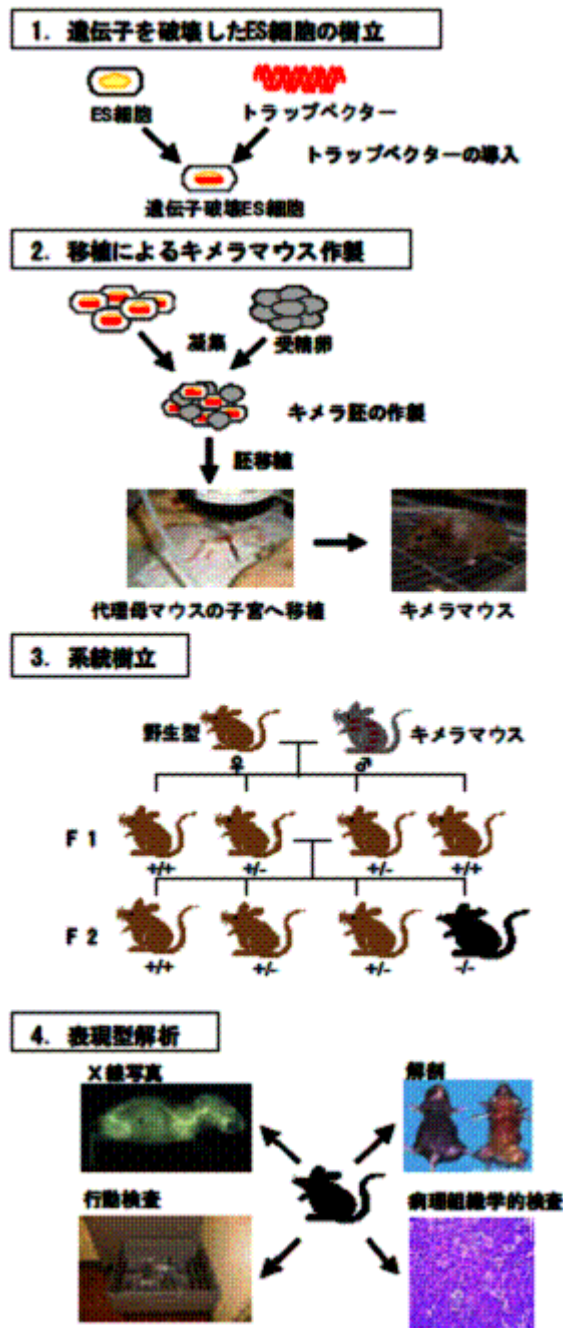 1. 遺伝子を破壊したES細胞の樹立
ES細胞
トラップベクター
トラップベクターの導入
遺伝子破壊ES細胞
2. 移植によるキメラマウス作製
凝集
受精卵
キメラ胚の作製
胚移植
代理母マウスの子宮へ移植
キメラマウス
3. 系統樹立
野生型
キメラマウス
♀
♂
F 1
+/+
+/-
+/-
+/+
F 2
+/+
+/-
+/-
-/-
4. 表現型解析
X線写真
解剖
行動検査
病理組織学的検査